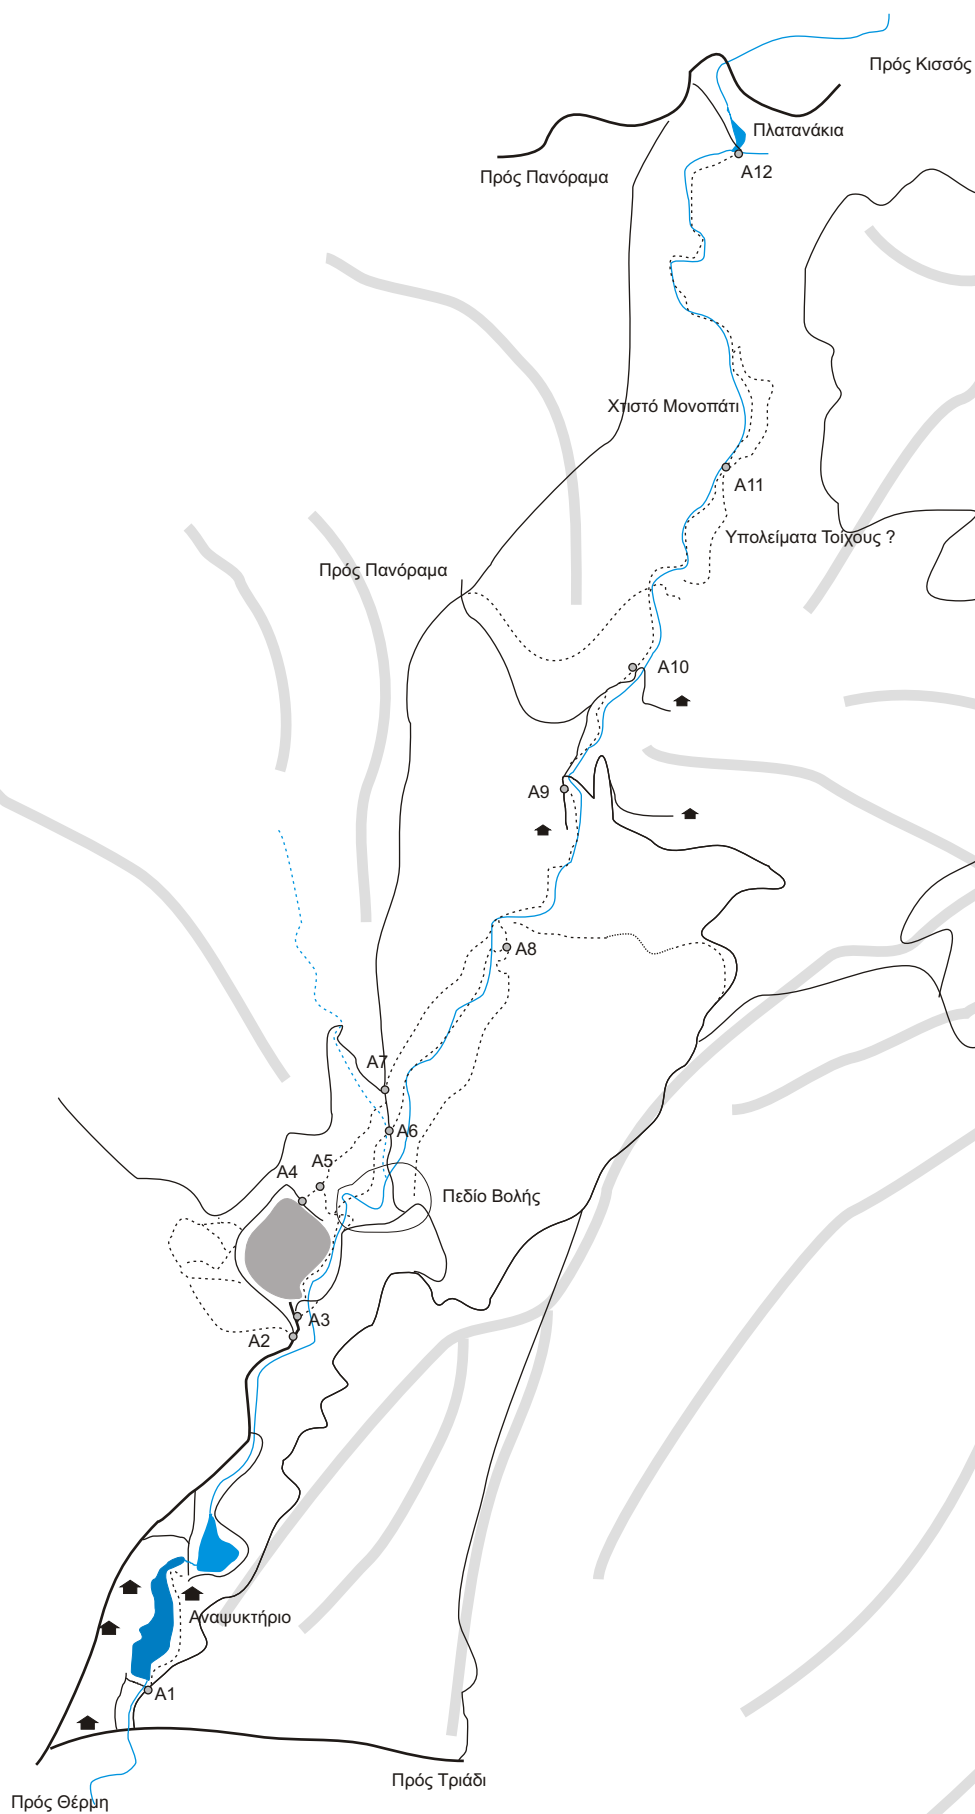 Πρός Κισσός
Πλατανάκια
A12
Πρός Πανόραμα
Χτιστό Μονοπάτι
A11
Υπολείματα Τοίχους ?
Πρός Πανόραμα
A10
A9
A8
A7
A6
A5
A4
Πεδίο Βολής
A3
A2
Αναψυκτήριο
A1
Πρός Τριάδι
Πρός Θέρμη